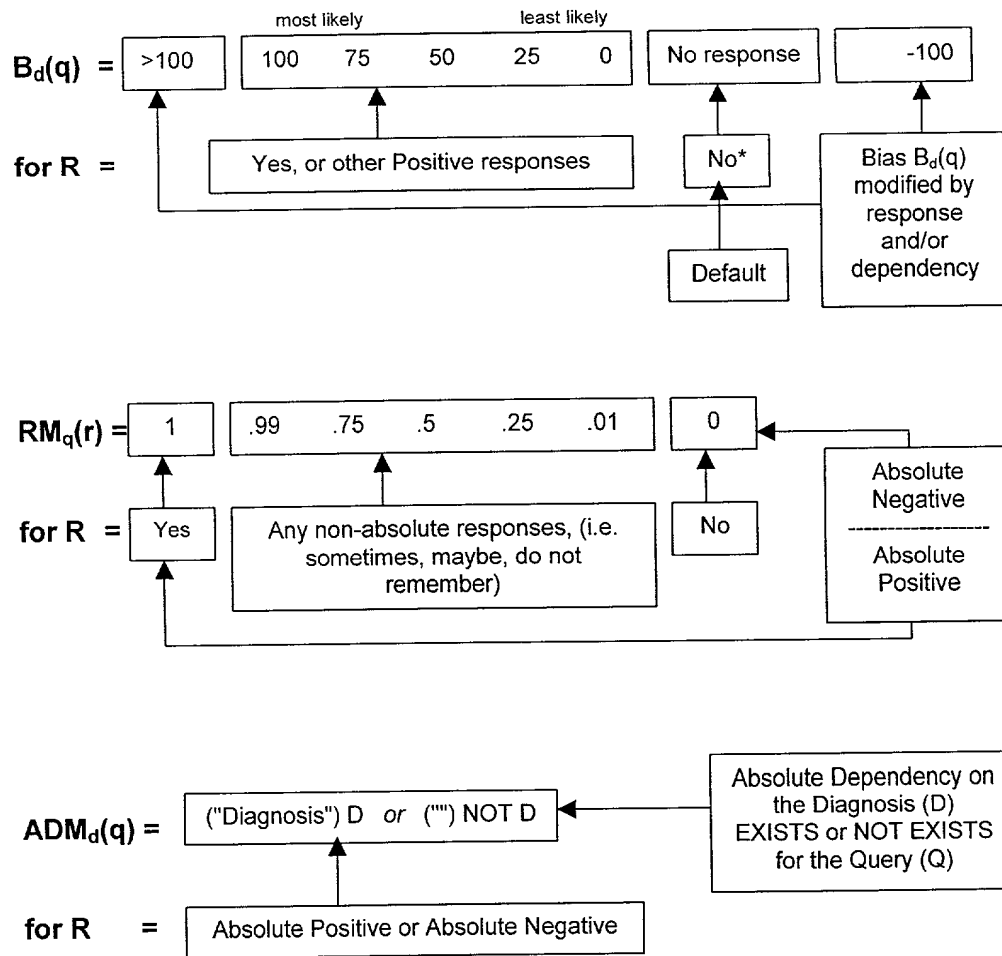 most likely least likely
B_d(q) = >100 100 75 50 25 0 No response -100
for R = Yes, or other Positive responses No*
Bias B_d(q)
modified by
response
and/or
dependency
Default
RM_q(r) = 1 .99 .75 .5 .25 .01 0
for R = Yes
Any non-absolute responses, (i.e.
sometimes, maybe, do not
remember)
No
Absolute
Negative
Absolute
Positive
ADM_d(q) = ("Diagnosis") D or ("") NOT D
Absolute Dependency on
the Diagnosis (D)
EXISTS or NOT EXISTS
for the Query (Q)
for R = Absolute Positive or Absolute Negative